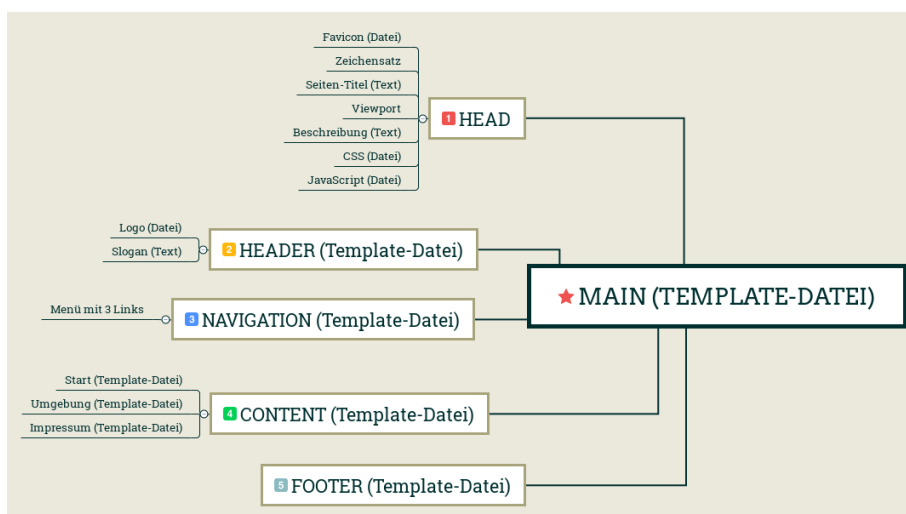 Favicon (Datei)
Zeichensatz
Seiten-Titel (Text)
Viewport
Beschreibung (Text)
CSS (Datei)
JavaScript (Datei)
1 HEAD
Logo (Datei)
Slogan (Text)
2 HEADER (Template-Datei)
MAIN (TEMPLATE-DATEI)
Menü mit 3 Links
3 NAVIGATION (Template-Datei)
Start (Template-Datei)
Umgebung (Template-Datei)
Impressum (Template-Datei)
4 CONTENT (Template-Datei)
5 FOOTER (Template-Datei)